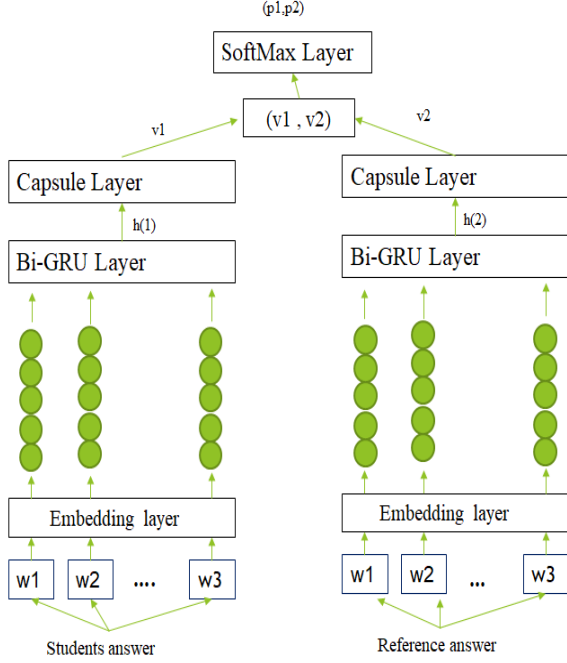 (p1,p2)
SoftMax Layer
(v1 , v2)
v1
v2
Capsule Layer
Capsule Layer
h(1)
h(2)
Bi-GRU Layer
Bi-GRU Layer
Embedding layer
Embedding layer
w1 w2 .... w3
w1 w2 ... w3
Students answer
Reference answer